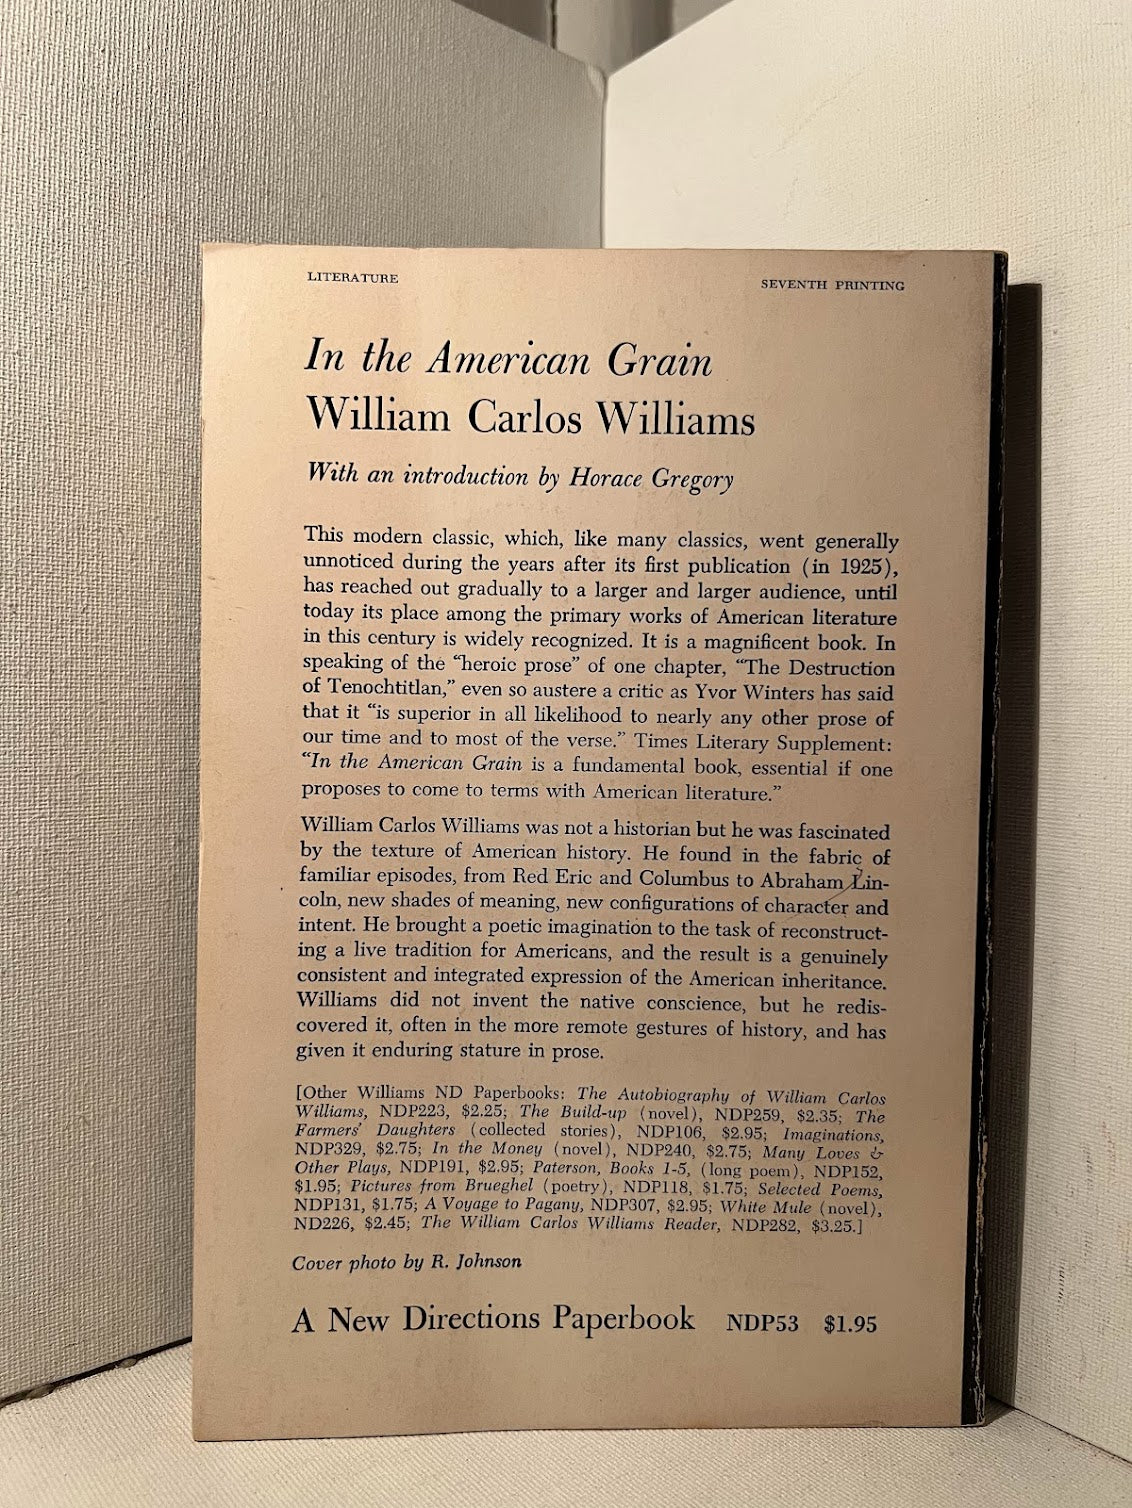 LITERATURE
SEVENTH PRINTING
In the American Grain
William Carlos Williams
With an introduction by Horace Gregory
This modern classic, which, like many classics, went generally
unnoticed during the years after its first publication (in 1925),
has reached out gradually to a larger and larger audience, until
today its place among the primary works of American literature
in this century is widely recognized. It is a magnificent book. In
speaking of the “heroic prose” of one chapter, “The Destruction
of Tenochtitlan,” even so austere a critic as Yvor Winters has said
that it “is superior in all likelihood to nearly any other prose of
our time and to most of the verse.” Times Literary Supplement:
“In the American Grain is a fundamental book, essential if one
proposes to come to terms with American literature.”
William Carlos Williams was not a historian but he was fascinated
by the texture of American history. He found in the fabric of
familiar episodes, from Red Eric and Columbus to Abraham Lin-
coln, new shades of meaning, new configurations of character and
intent. He brought a poetic imagination to the task of reconstruct-
ing a live tradition for Americans, and the result is a genuinely
consistent and integrated expression of the American inheritance.
Williams did not invent the native conscience, but he redis-
covered it, often in the more remote gestures of history, and has
given it enduring stature in prose.
[Other Williams ND Paperbooks: The Autobiography of William Carlos
Williams, NDP223, $2.25; The Build-up (novel), NDP259, $2.35; The
Farmers’ Daughters (collected stories), NDP106, $2.95; Imaginations,
NDP329, $2.75; In the Money (novel), NDP240, $2.75; Many Loves &
Other Plays, NDP191, $2.95; Paterson, Books 1-5, (long poem), NDP152,
$1.95; Pictures from Brueghel (poetry), NDP118, $1.75; Selected Poems,
NDP131, $1.75; A Voyage to Pagany, NDP307, $2.95; White Mule (novel),
ND226, $2.45; The William Carlos Williams Reader, NDP282, $3.25.]
Cover photo by R. Johnson
A New Directions Paperbook NDP53 $1.95